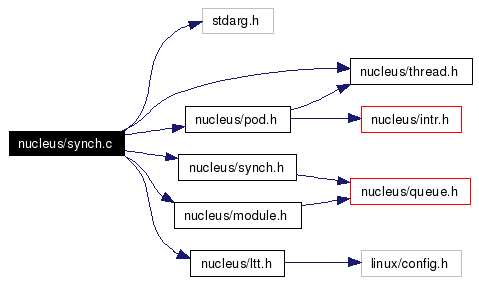 stdarg.h
nucleus/thread.h
nucleus/pod.h
nucleus/intr.h
nucleus/synch.c
nucleus/synch.h
nucleus/queue.h
nucleus/module.h
nucleus/ltt.h
linux/config.h